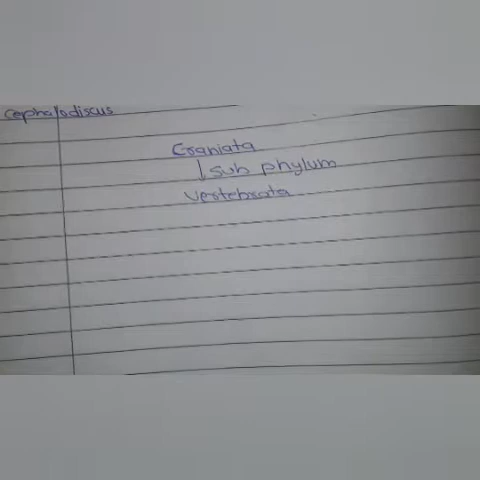 Cephalodiscus
Craniata
↓ sub phylum
Vertebrata